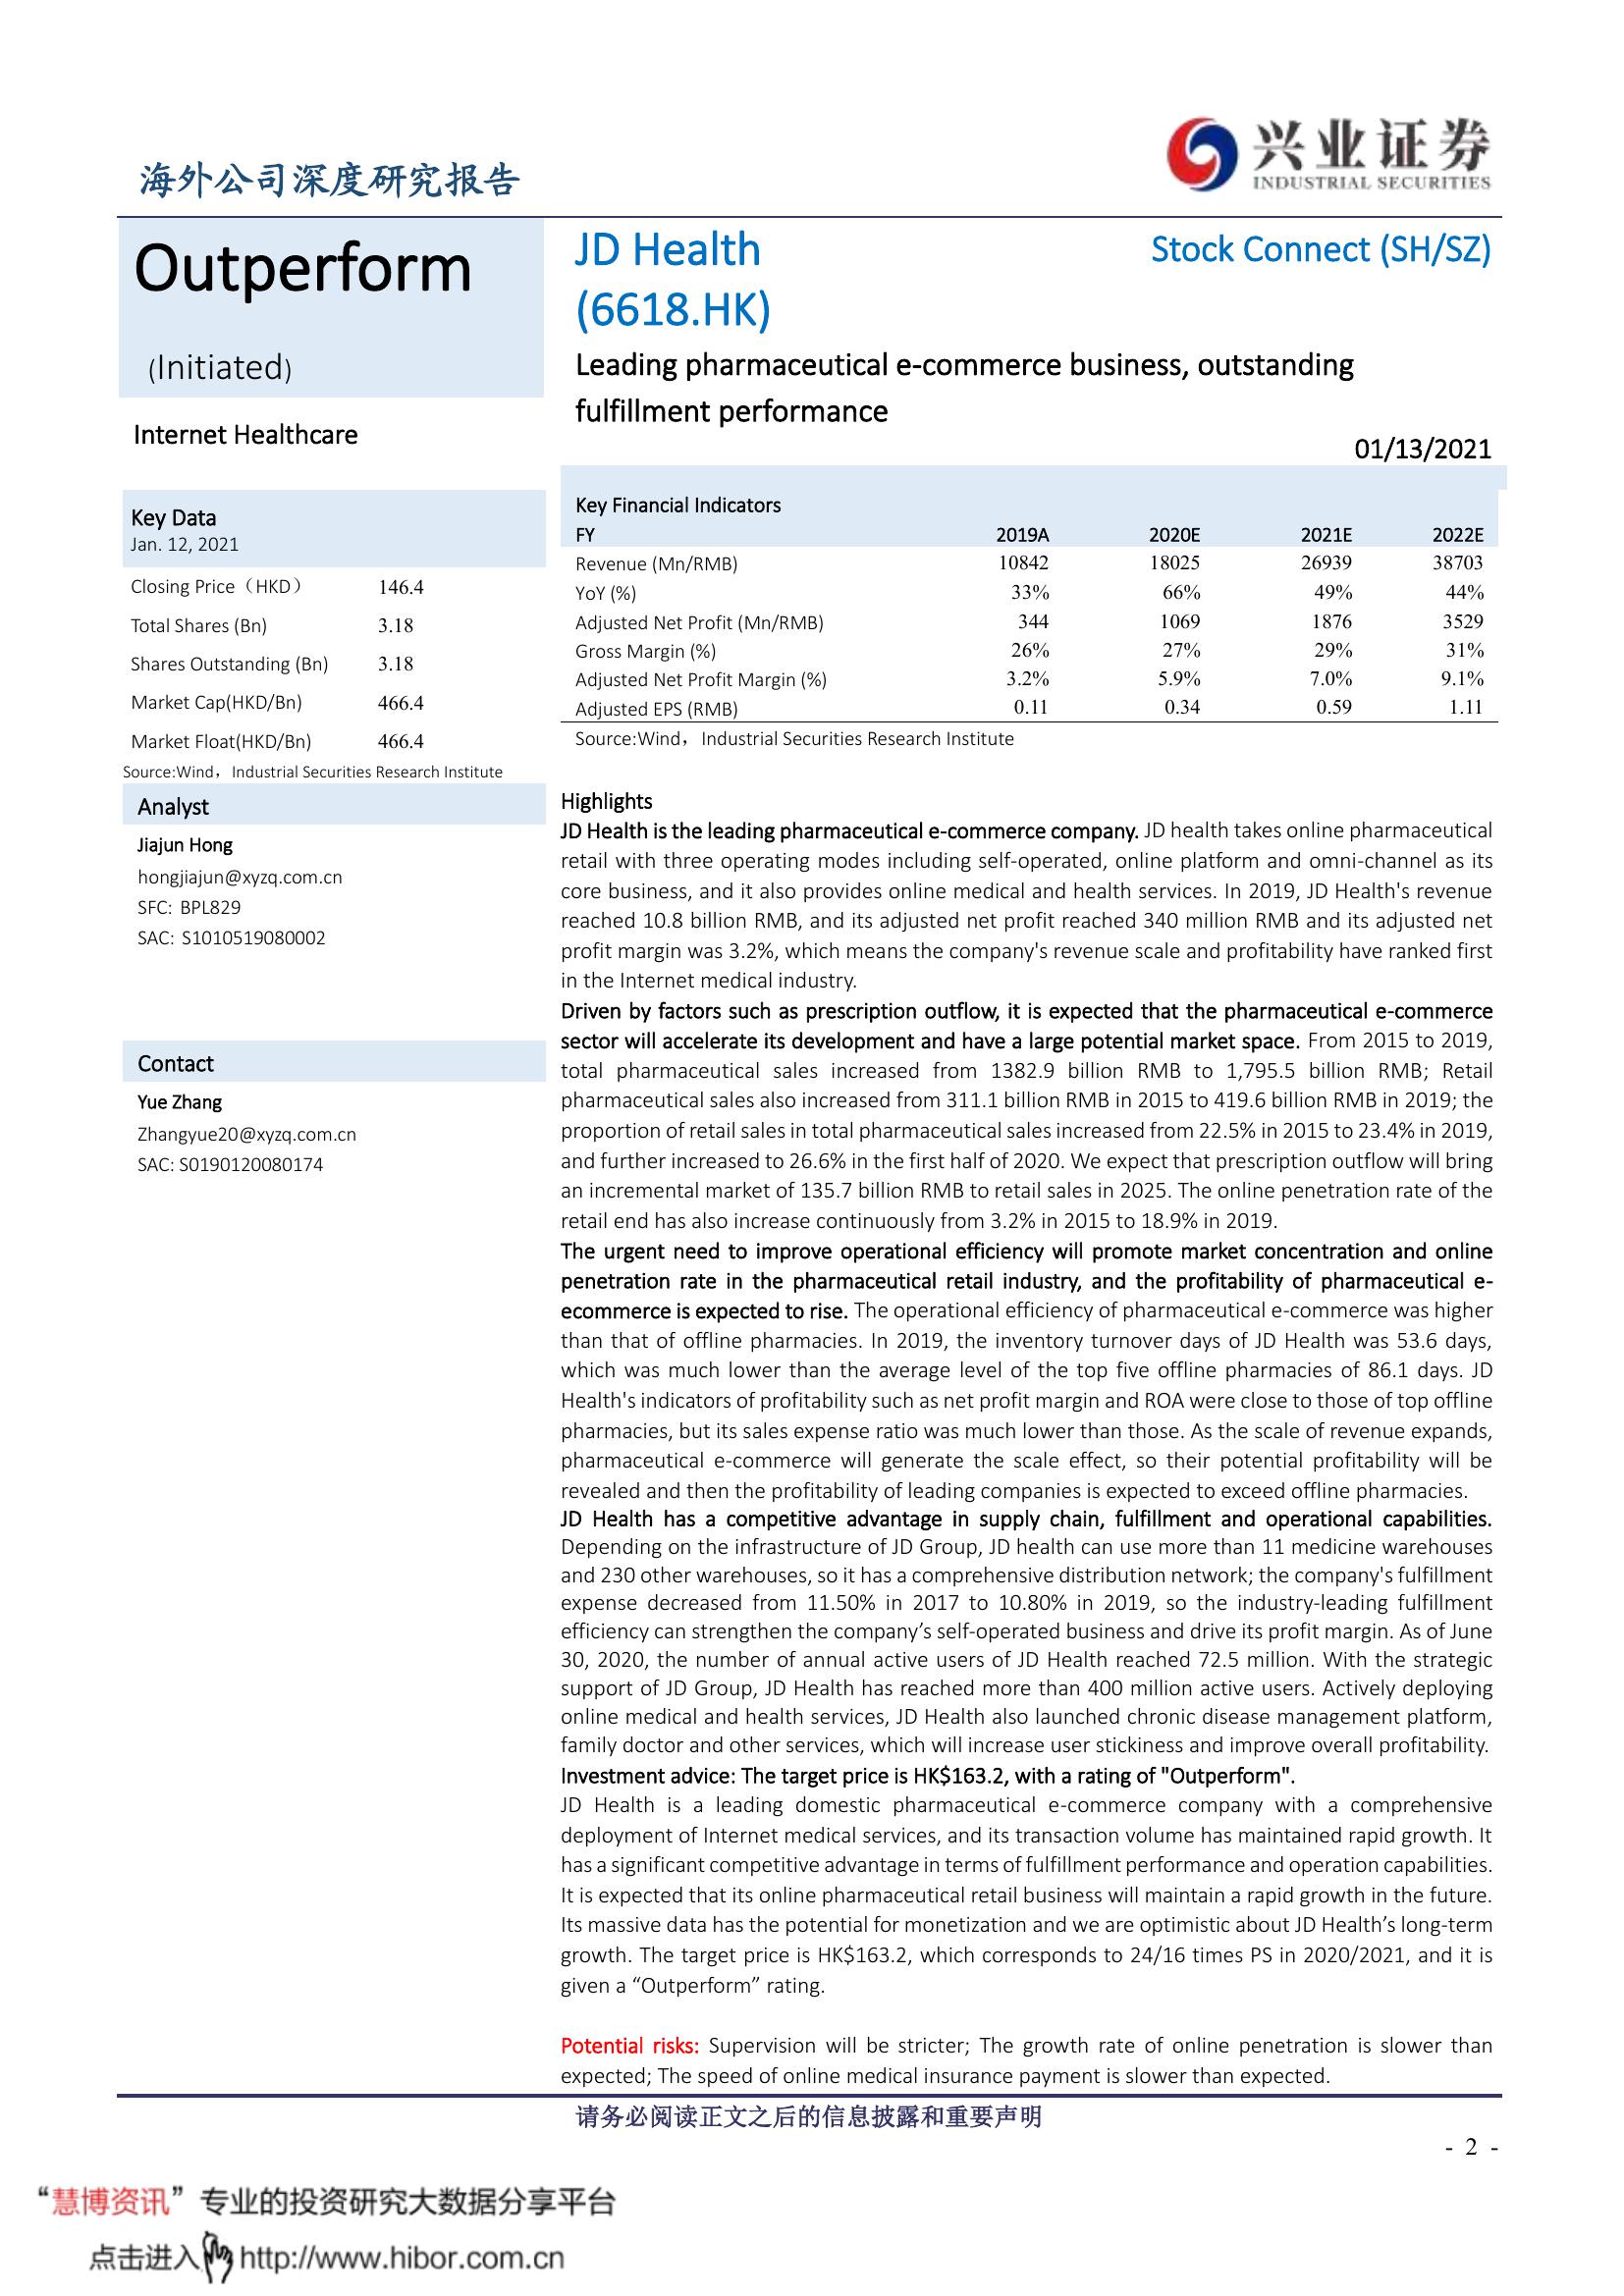 海外公司深度研究报告
兴业证券
INDUSTRIAL SECURITIES
Outperform
(Initiated)
Internet Healthcare
Key Data
Jan. 12, 2021
Closing Price（HKD） 146.4
Total Shares (Bn) 3.18
Shares Outstanding (Bn) 3.18
Market Cap(HKD/Bn) 466.4
Market Float(HKD/Bn) 466.4
Source:Wind，Industrial Securities Research Institute
Analyst
Jiajun Hong
hongjiajun@xyzq.com.cn
SFC: BPL829
SAC: S1010519080002
Contact
Yue Zhang
Zhangyue20@xyzq.com.cn
SAC: S0190120080174
JD Health Stock Connect (SH/SZ)
(6618.HK)
Leading pharmaceutical e-commerce business, outstanding
fulfillment performance
01/13/2021
Key Financial Indicators
FY 2019A 2020E 2021E 2022E
Revenue (Mn/RMB) 10842 18025 26939 38703
YoY (%) 33% 66% 49% 44%
Adjusted Net Profit (Mn/RMB) 344 1069 1876 3529
Gross Margin (%) 26% 27% 29% 31%
Adjusted Net Profit Margin (%) 3.2% 5.9% 7.0% 9.1%
Adjusted EPS (RMB) 0.11 0.34 0.59 1.11
Source:Wind，Industrial Securities Research Institute
Highlights
JD Health is the leading pharmaceutical e-commerce company. JD health takes online pharmaceutical
retail with three operating modes including self-operated, online platform and omni-channel as its
core business, and it also provides online medical and health services. In 2019, JD Health's revenue
reached 10.8 billion RMB, and its adjusted net profit reached 340 million RMB and its adjusted net
profit margin was 3.2%, which means the company's revenue scale and profitability have ranked first
in the Internet medical industry.
Driven by factors such as prescription outflow, it is expected that the pharmaceutical e-commerce
sector will accelerate its development and have a large potential market space. From 2015 to 2019,
total pharmaceutical sales increased from 1382.9 billion RMB to 1,795.5 billion RMB; Retail
pharmaceutical sales also increased from 311.1 billion RMB in 2015 to 419.6 billion RMB in 2019; the
proportion of retail sales in total pharmaceutical sales increased from 22.5% in 2015 to 23.4% in 2019,
and further increased to 26.6% in the first half of 2020. We expect that prescription outflow will bring
an incremental market of 135.7 billion RMB to retail sales in 2025. The online penetration rate of the
retail end has also increase continuously from 3.2% in 2015 to 18.9% in 2019.
The urgent need to improve operational efficiency will promote market concentration and online
penetration rate in the pharmaceutical retail industry, and the profitability of pharmaceutical e-
ecommerce is expected to rise. The operational efficiency of pharmaceutical e-commerce was higher
than that of offline pharmacies. In 2019, the inventory turnover days of JD Health was 53.6 days,
which was much lower than the average level of the top five offline pharmacies of 86.1 days. JD
Health's indicators of profitability such as net profit margin and ROA were close to those of top offline
pharmacies, but its sales expense ratio was much lower than those. As the scale of revenue expands,
pharmaceutical e-commerce will generate the scale effect, so their potential profitability will be
revealed and then the profitability of leading companies is expected to exceed offline pharmacies.
JD Health has a competitive advantage in supply chain, fulfillment and operational capabilities.
Depending on the infrastructure of JD Group, JD health can use more than 11 medicine warehouses
and 230 other warehouses, so it has a comprehensive distribution network; the company's fulfillment
expense decreased from 11.50% in 2017 to 10.80% in 2019, so the industry-leading fulfillment
efficiency can strengthen the company’s self-operated business and drive its profit margin. As of June
30, 2020, the number of annual active users of JD Health reached 72.5 million. With the strategic
support of JD Group, JD Health has reached more than 400 million active users. Actively deploying
online medical and health services, JD Health also launched chronic disease management platform,
family doctor and other services, which will increase user stickiness and improve overall profitability.
Investment advice: The target price is HK$163.2, with a rating of "Outperform".
JD Health is a leading domestic pharmaceutical e-commerce company with a comprehensive
deployment of Internet medical services, and its transaction volume has maintained rapid growth. It
has a significant competitive advantage in terms of fulfillment performance and operation capabilities.
It is expected that its online pharmaceutical retail business will maintain a rapid growth in the future.
Its massive data has the potential for monetization and we are optimistic about JD Health’s long-term
growth. The target price is HK$163.2, which corresponds to 24/16 times PS in 2020/2021, and it is
given a “Outperform” rating.
Potential risks: Supervision will be stricter; The growth rate of online penetration is slower than
expected; The speed of online medical insurance payment is slower than expected.
请务必阅读正文之后的信息披露和重要声明
- 2 -
“慧博资讯”专业的投资研究大数据分享平台
点击进入http://www.hibor.com.cn